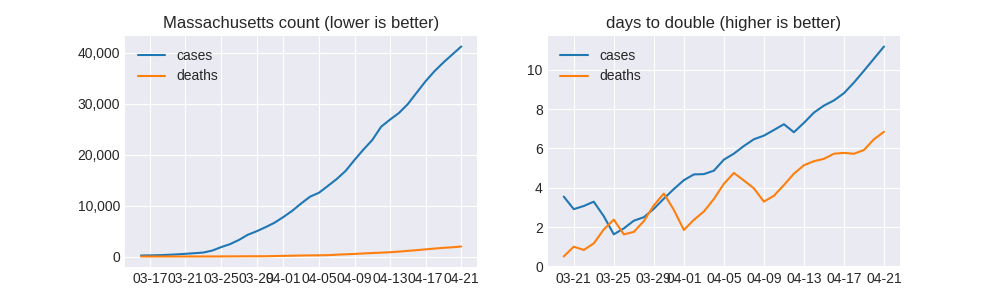 Massachusetts count (lower is better)
cases
deaths
40,000
30,000
20,000
10,000
0
03-17 03-21 03-25 03-29 04-01 04-05 04-09 04-13 04-17 04-21
days to double (higher is better)
cases
deaths
10
8
6
4
2
0
03-21 03-25 03-29 04-01 04-05 04-09 04-13 04-17 04-21